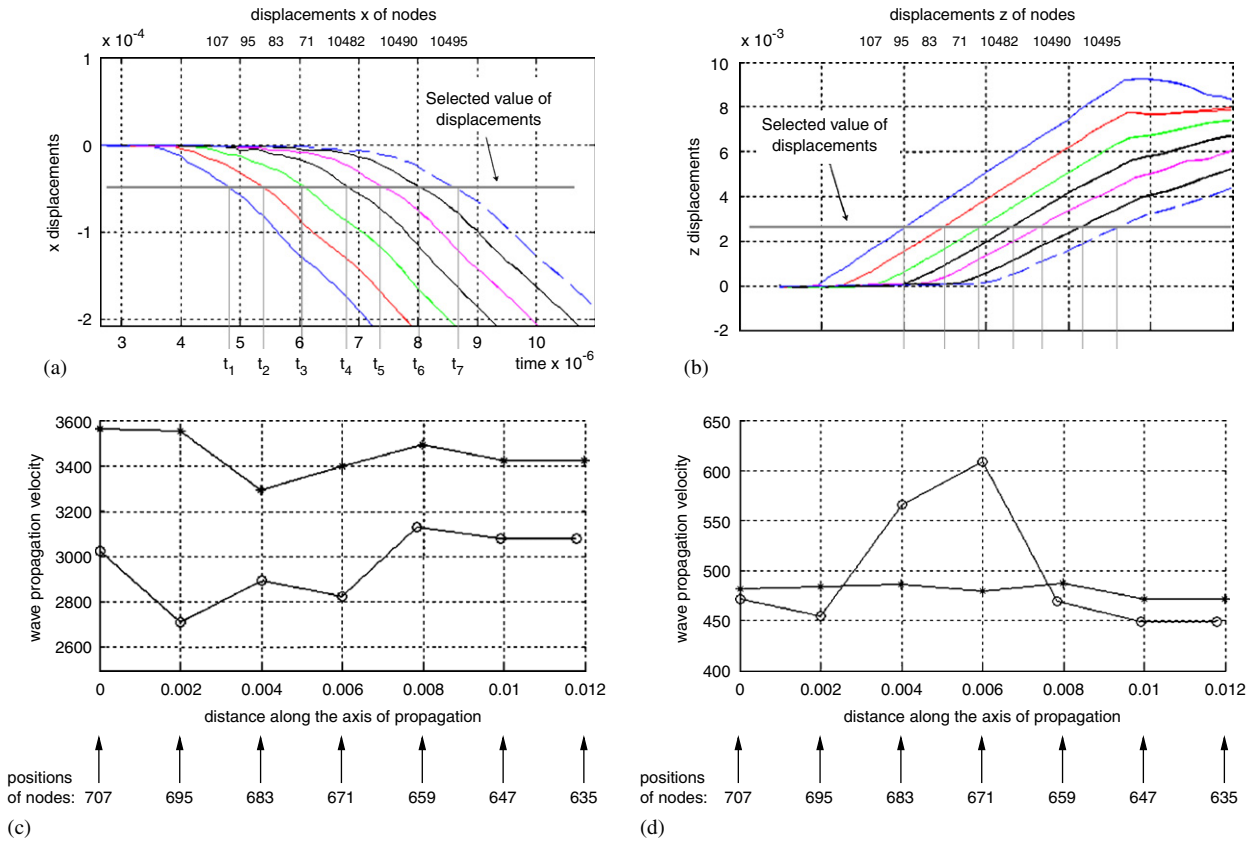 displacements x of nodes
x 10⁻⁴
107 95 83 71 10482 10490 10495
1
0
-1
-2
x displacements
Selected value of
displacements
3 4 5 6 7 8 9 10
t₁ t₂ t₃ t₄ t₅ t₆ t₇
time x 10⁻⁶
(a)
displacements z of nodes
x 10⁻³
107 95 83 71 10482 10490 10495
10
8
6
4
2
0
-2
z displacements
Selected value of
displacements
(b)
3600
3400
3200
3000
2800
2600
wave propagation velocity
0 0.002 0.004 0.006 0.008 0.01 0.012
distance along the axis of propagation
positions
of nodes: 707 695 683 671 659 647 635
(c)
650
600
550
500
450
400
wave propagation velocity
0 0.002 0.004 0.006 0.008 0.01 0.012
distance along the axis of propagation
positions
of nodes: 707 695 683 671 659 647 635
(d)